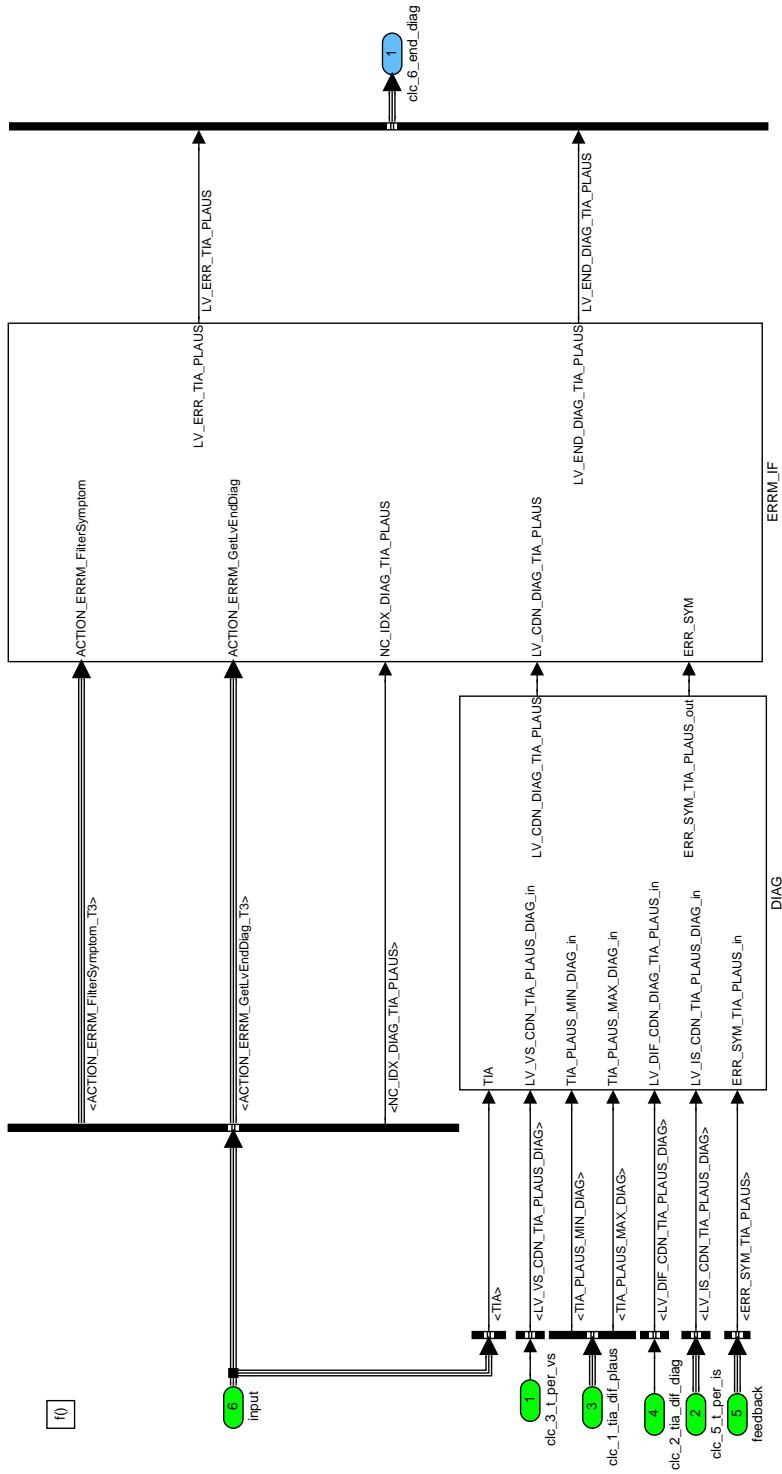 f()
6
input
<ACTION_ERRM_FilterSymptom_T3>
<ACTION_ERRM_GetLvEndDiag_T3>
<NC_IDX_DIAG_TIA_PLAUS>
ACTION_ERRM_FilterSymptom
ACTION_ERRM_GetLvEndDiag
NC_IDX_DIAG_TIA_PLAUS
LV_CDN_DIAG_TIA_PLAUS
ERR_SYM
LV_ERR_TIA_PLAUS
LV_END_DIAG_TIA_PLAUS
ERRM_IF
LV_ERR_TIA_PLAUS
LV_END_DIAG_TIA_PLAUS
1
clc_6_end_diag
<TIA>
TIA
1
clc_3_t_per_vs
<LV_VS_CDN_TIA_PLAUS_DIAG>
LV_VS_CDN_TIA_PLAUS_DIAG_in
3
clc_1_tia_dif_plaus
<TIA_PLAUS_MIN_DIAG>
TIA_PLAUS_MIN_DIAG_in
<TIA_PLAUS_MAX_DIAG>
TIA_PLAUS_MAX_DIAG_in
4
clc_2_tia_dif_diag
<LV_DIF_CDN_TIA_PLAUS_DIAG>
LV_DIF_CDN_DIAG_TIA_PLAUS_in
2
clc_5_t_per_is
<LV_IS_CDN_TIA_PLAUS_DIAG>
LV_IS_CDN_TIA_PLAUS_DIAG_in
5
feedback
<ERR_SYM_TIA_PLAUS>
ERR_SYM_TIA_PLAUS_in
LV_CDN_DIAG_TIA_PLAUS
ERR_SYM_TIA_PLAUS_out
DIAG